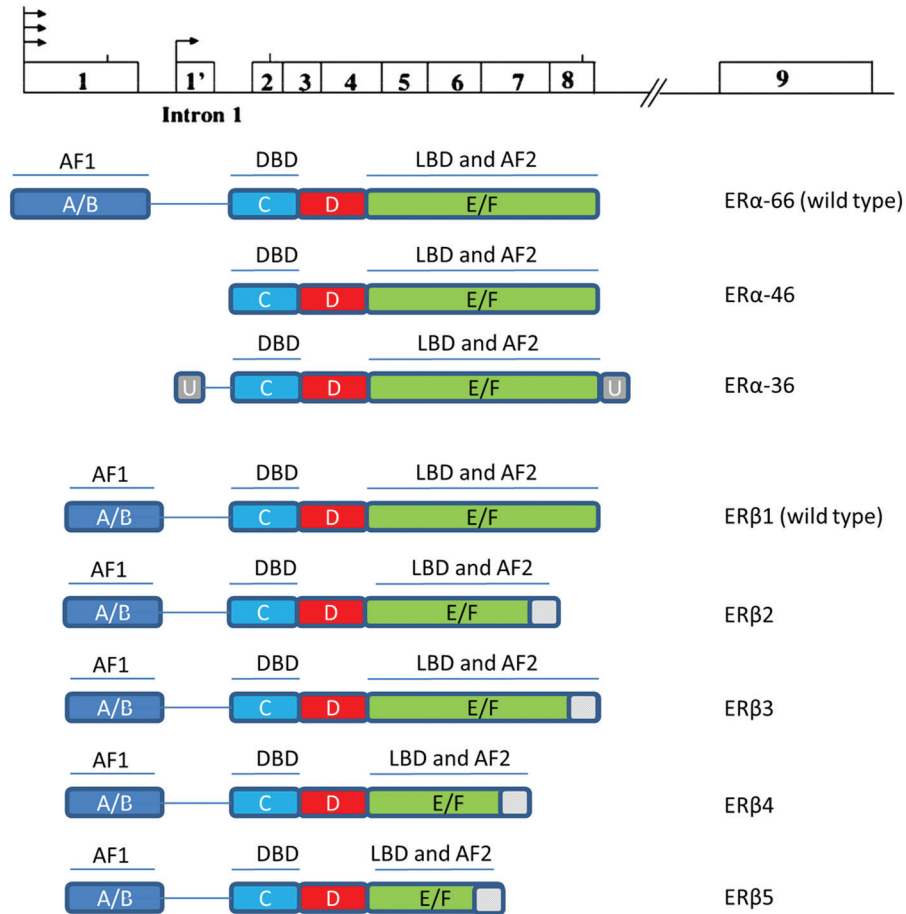 1 1' 2 3 4 5 6 7 8 9
Intron 1
AF1 DBD LBD and AF2
A/B C D E/F ERα-66 (wild type)
DBD LBD and AF2
C D E/F ERα-46
DBD LBD and AF2
U C D E/F U ERα-36
AF1 DBD LBD and AF2
A/B C D E/F ERβ1 (wild type)
AF1 DBD LBD and AF2
A/B C D E/F ERβ2
AF1 DBD LBD and AF2
A/B C D E/F ERβ3
AF1 DBD LBD and AF2
A/B C D E/F ERβ4
AF1 DBD LBD and AF2
A/B C D E/F ERβ5